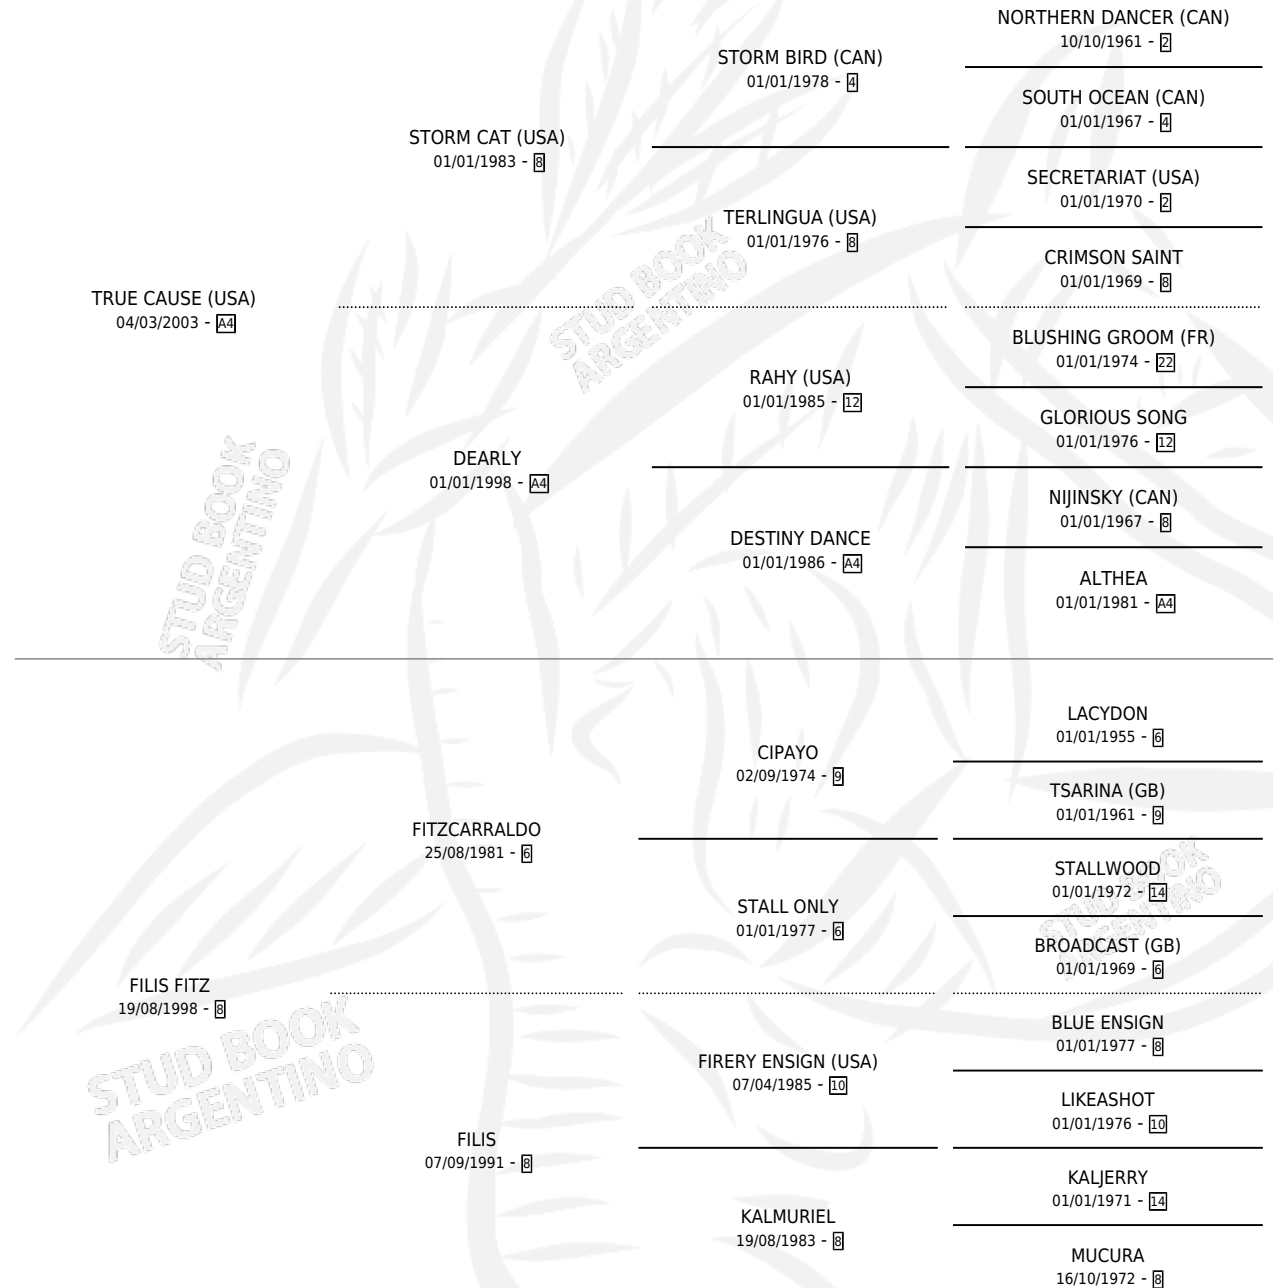 NORTHERN DANCER (CAN)
10/10/1961 - 2
STORM BIRD (CAN)
01/01/1978 - 4
SOUTH OCEAN (CAN)
01/01/1967 - 4
STORM CAT (USA)
01/01/1983 - 8
SECRETARIAT (USA)
01/01/1970 - 2
TERLINGUA (USA)
01/01/1976 - 8
CRIMSON SAINT
01/01/1969 - 8
TRUE CAUSE (USA)
04/03/2003 - A4
BLUSHING GROOM (FR)
01/01/1974 - 22
RAHY (USA)
01/01/1985 - 12
GLORIOUS SONG
01/01/1976 - 12
DEARLY
01/01/1998 - A4
NIJINSKY (CAN)
01/01/1967 - 8
DESTINY DANCE
01/01/1986 - A4
ALTHEA
01/01/1981 - A4
LACYDON
01/01/1955 - 6
CIPAYO
02/09/1974 - 9
TSARINA (GB)
01/01/1961 - 9
FITZCARRALDO
25/08/1981 - 6
STALLWOOD
01/01/1972 - 14
STALL ONLY
01/01/1977 - 6
BROADCAST (GB)
01/01/1969 - 6
FILIS FITZ
19/08/1998 - 8
BLUE ENSIGN
01/01/1977 - 8
FIRERY ENSIGN (USA)
07/04/1985 - 10
LIKEASHOT
01/01/1976 - 10
FILIS
07/09/1991 - 8
KALJERRY
01/01/1971 - 14
KALMURIEL
19/08/1983 - 8
MUCURA
16/10/1972 - 8
STUD BOOK
ARGENTINO
STUD BOOK
ARGENTINO
STUD BOOK
ARGENTINO
STUD BOOK
ARGENTINO